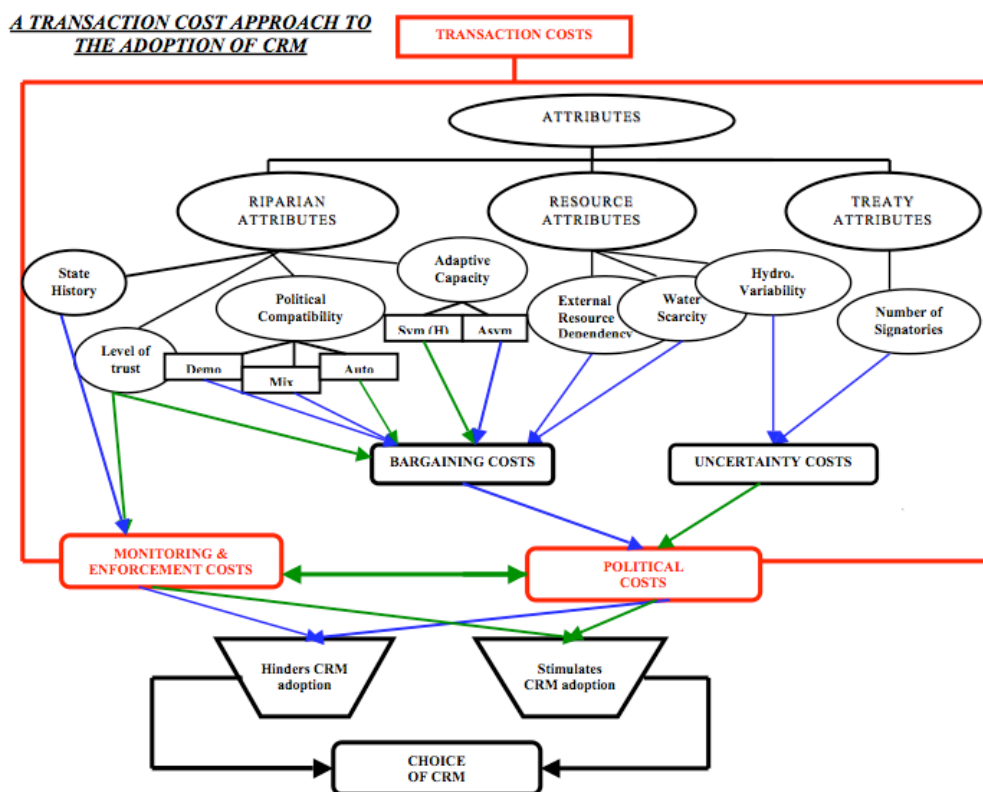 A TRANSACTION COST APPROACH TO
THE ADOPTION OF CRM
TRANSACTION COSTS
ATTRIBUTES
RIPARIAN
ATTRIBUTES
RESOURCE
ATTRIBUTES
TREATY
ATTRIBUTES
State
History
Adaptive
Capacity
Hydro.
Variability
Political
Compatibility
External
Resource
Dependency
Water
Scarcity
Number of
Signatories
Level of
trust
Sym (H)
Asym
Demo
Mix
Auto
BARGAINING COSTS
UNCERTAINTY COSTS
MONITORING &
ENFORCEMENT COSTS
POLITICAL
COSTS
Hinders CRM
adoption
Stimulates
CRM adoption
CHOICE
OF CRM